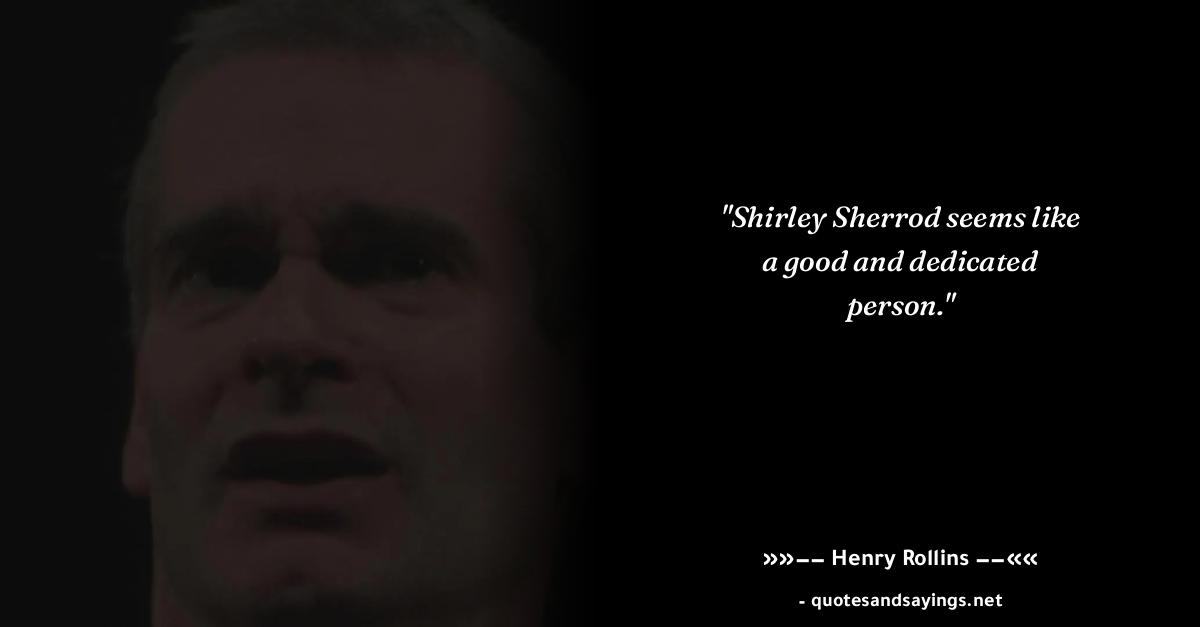 "Shirley Sherrod seems like
a good and dedicated
person."
»»−− Henry Rollins −−««
- quotesandsayings.net